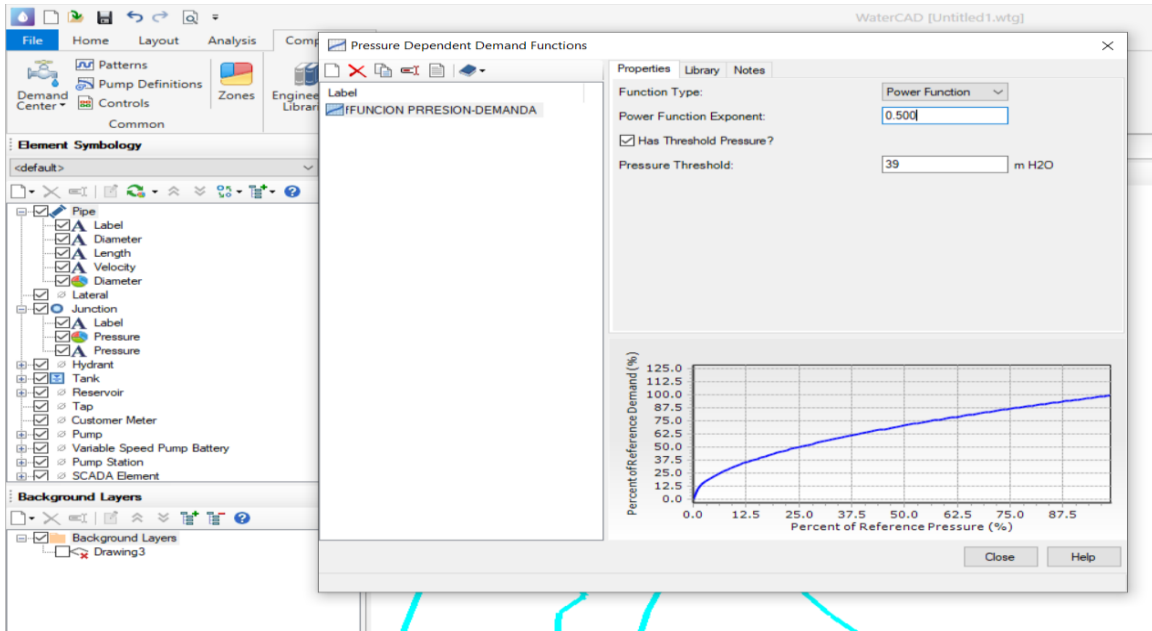 WaterCAD [Untitled1.wtg]
File Home Layout Analysis Comp
Patterns
Pump Definitions
Demand Center
Controls
Zones
Enginee
Librari
Common
Element Symbology
<default>
Pipe
Label
Diameter
Length
Velocity
Diameter
Lateral
Junction
Label
Pressure
Pressure
Hydrant
Tank
Reservoir
Tap
Customer Meter
Pump
Variable Speed Pump Battery
Pump Station
SCADA Element
Background Layers
Background Layers
Drawing3
Pressure Dependent Demand Functions
Label
fFUNCION PRRESION-DEMANDA
Properties Library Notes
Function Type: Power Function
Power Function Exponent: 0.500
Has Threshold Pressure?
Pressure Threshold: 39 m H2O
Percent of Reference Demand (%)
125.0
112.5
100.0
87.5
75.0
62.5
50.0
37.5
25.0
12.5
0.0
0.0 12.5 25.0 37.5 50.0 62.5 75.0 87.5
Percent of Reference Pressure (%)
Close Help